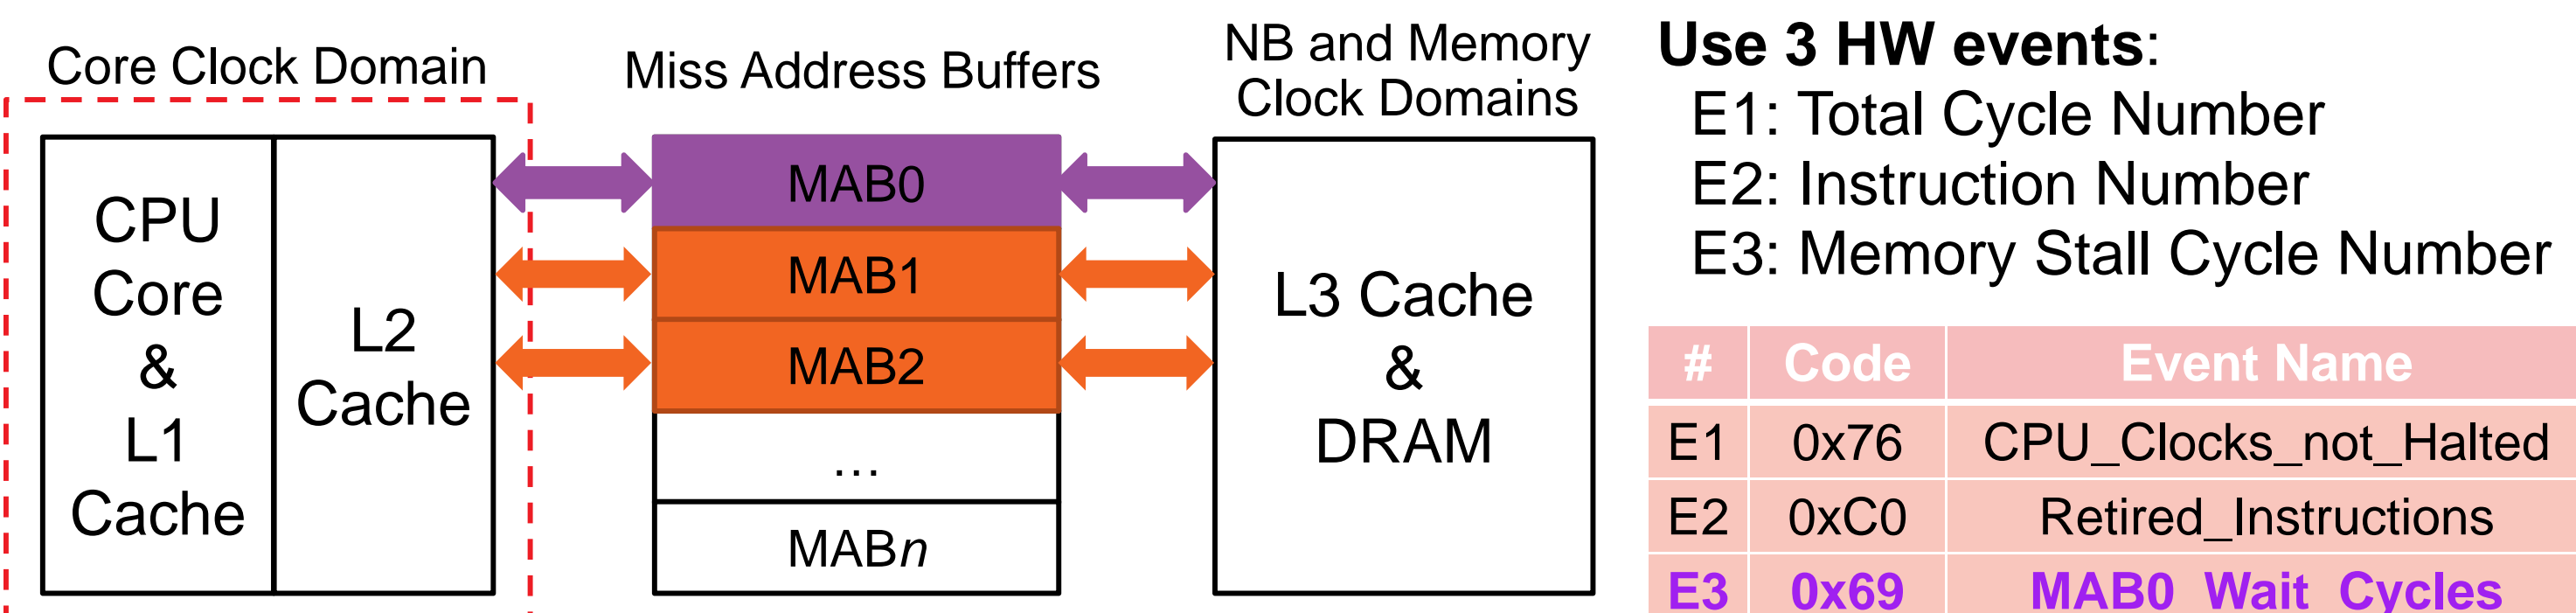 Core Clock Domain
CPU
Core
&
L1
Cache
L2
Cache
Miss Address Buffers
MAB0
MAB1
MAB2
…
MABn
NB and Memory
Clock Domains
L3 Cache
&
DRAM
Use 3 HW events:
E1: Total Cycle Number
E2: Instruction Number
E3: Memory Stall Cycle Number
# Code Event Name
E1 0x76 CPU_Clocks_not_Halted
E2 0xC0 Retired_Instructions
E3 0x69 MAB0_Wait_Cycles